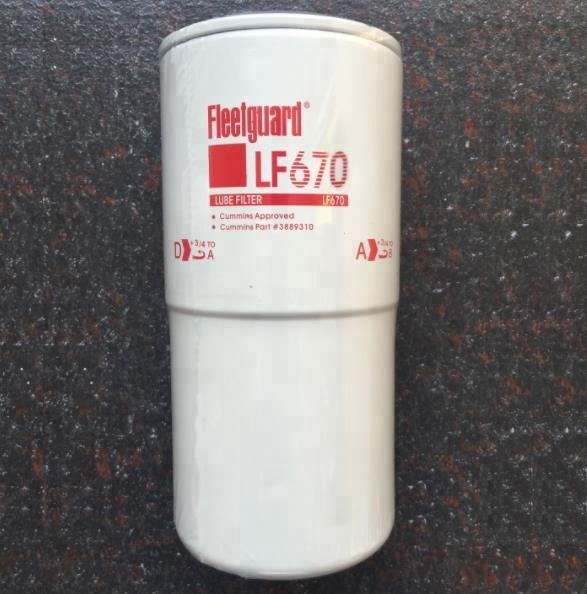 Fleetguard®
LF670
LUBE FILTER LF670
• Cummins Approved
• Cummins Part #3889310
D +3/4 TO A
A +3/4 TO B